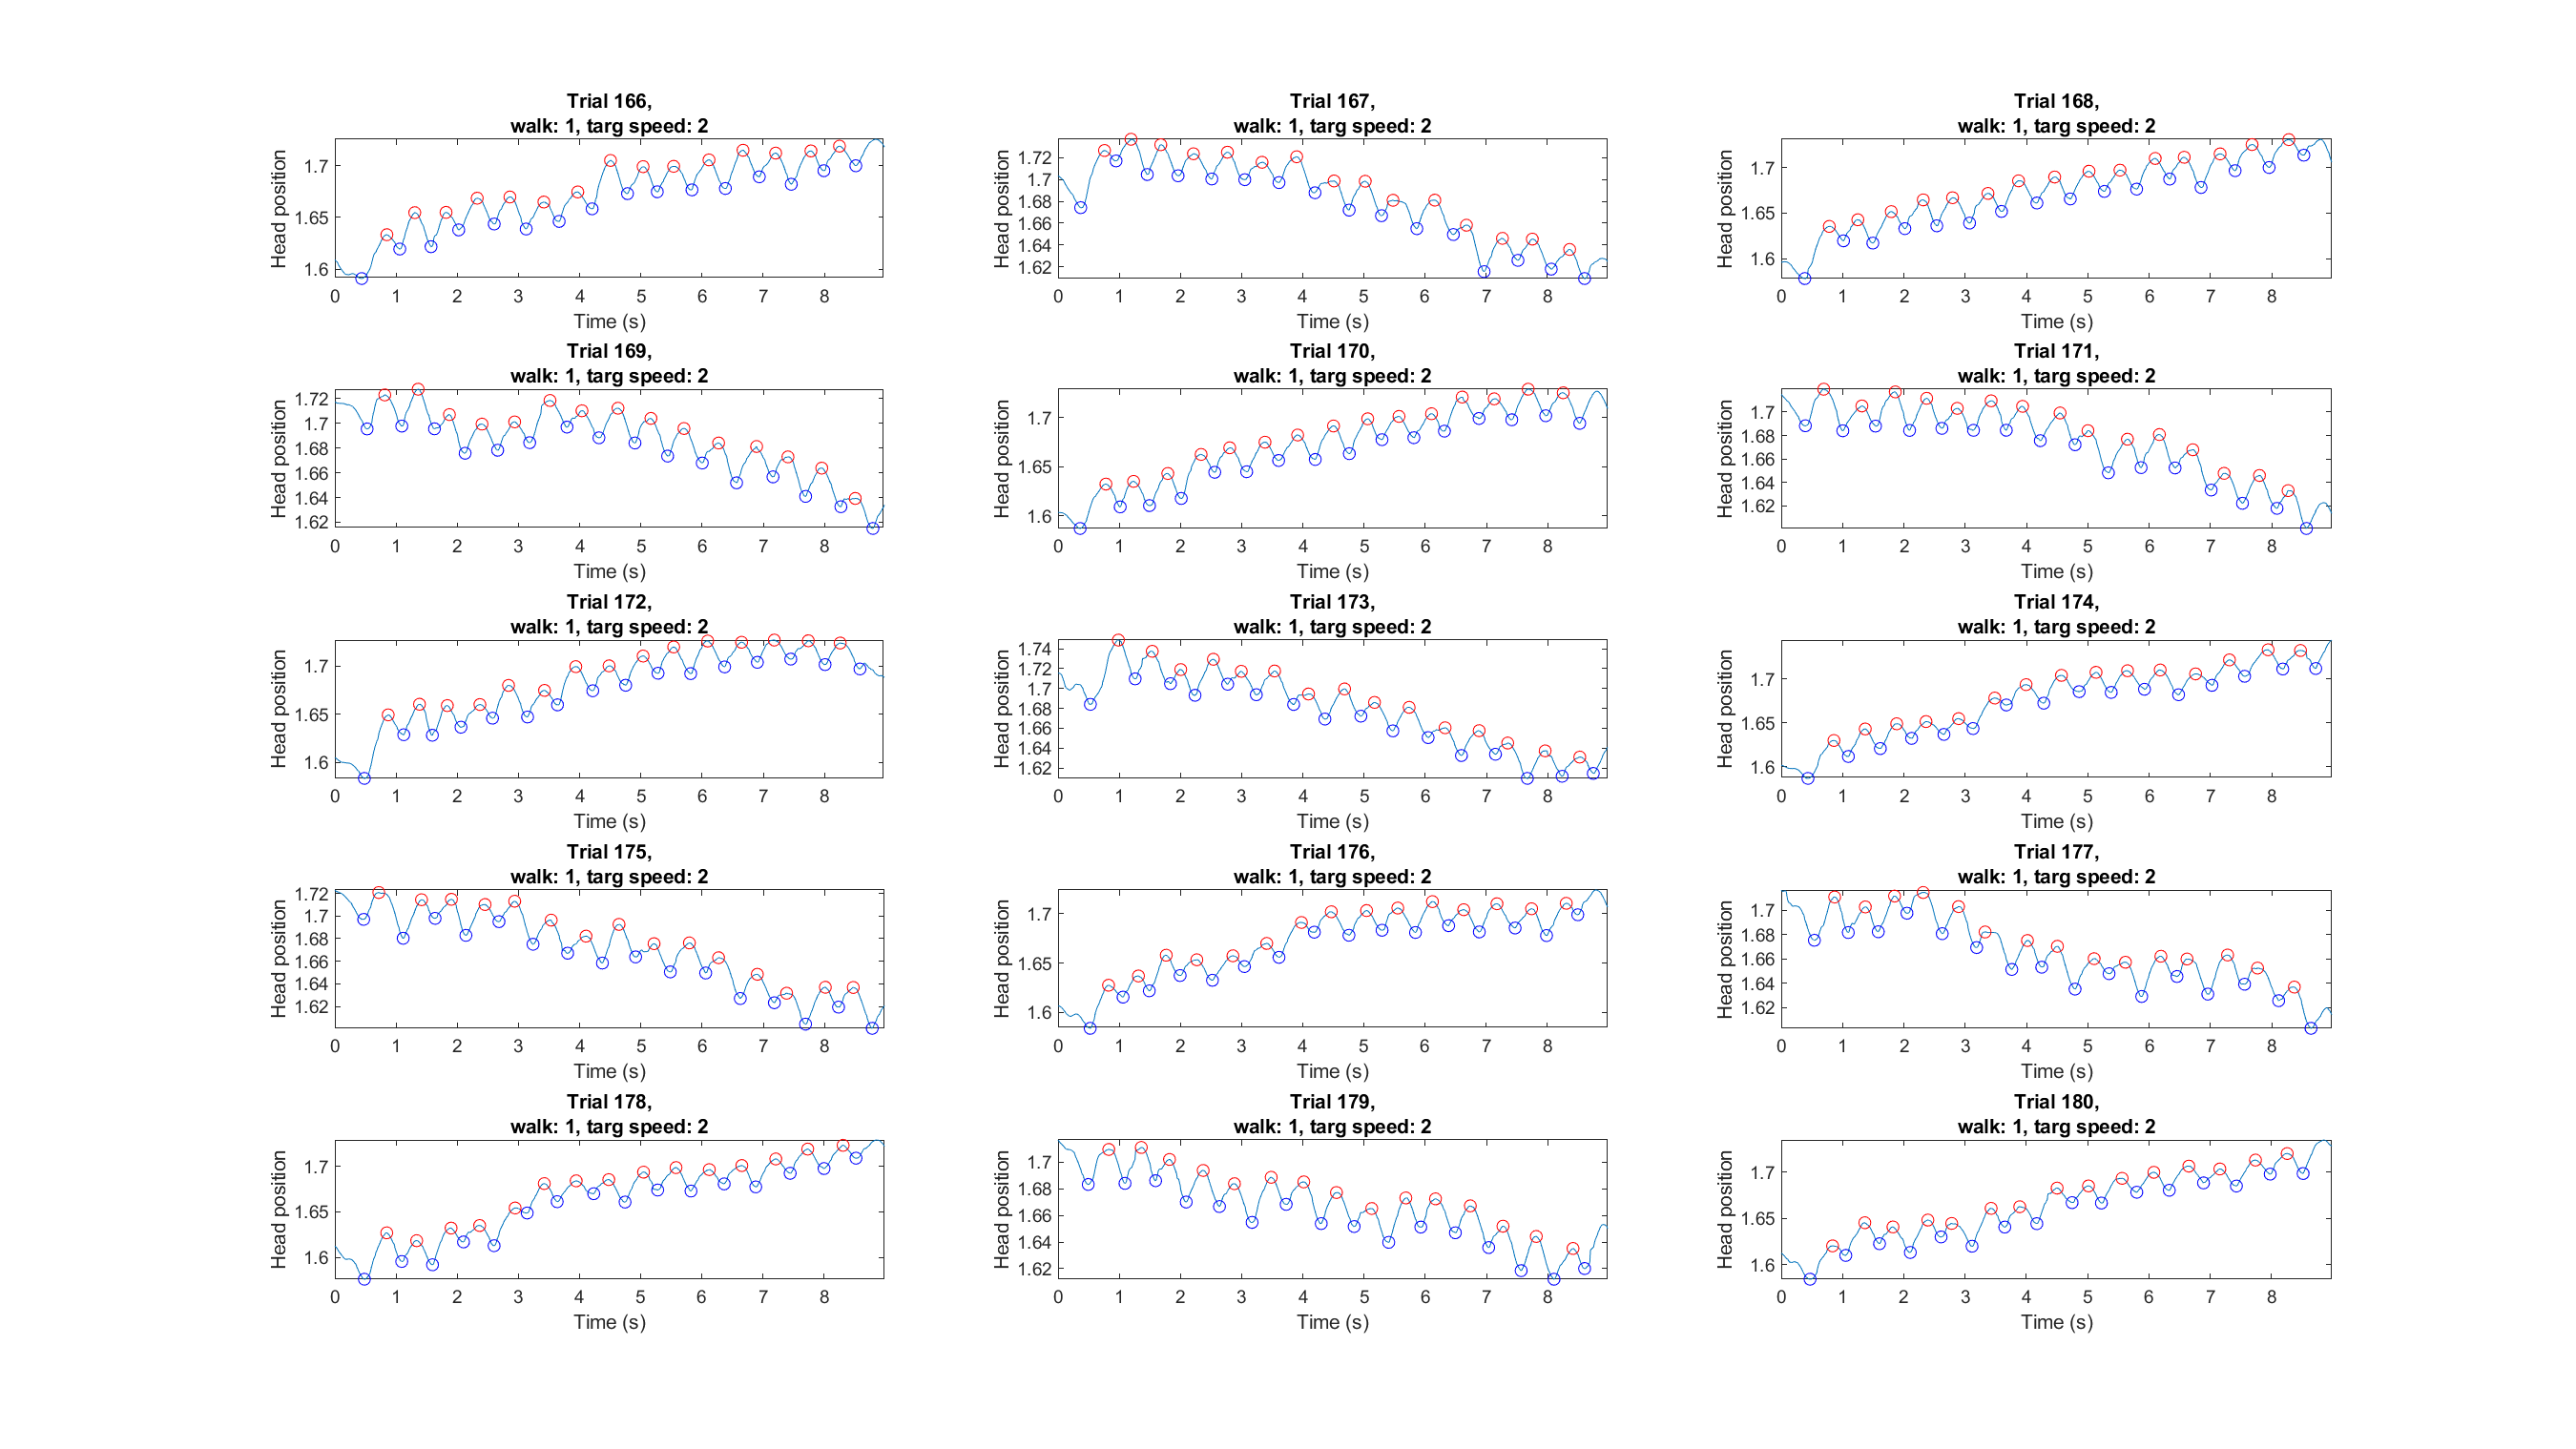 Trial 166,
walk: 1, targ speed: 2
Head position
1.7
1.65
1.6
0 1 2 3 4 5 6 7 8
Time (s)
Trial 167,
walk: 1, targ speed: 2
Head position
1.72
1.7
1.68
1.66
1.64
1.62
0 1 2 3 4 5 6 7 8
Time (s)
Trial 168,
walk: 1, targ speed: 2
Head position
1.7
1.65
1.6
0 1 2 3 4 5 6 7 8
Time (s)
Trial 169,
walk: 1, targ speed: 2
Head position
1.72
1.7
1.68
1.66
1.64
1.62
0 1 2 3 4 5 6 7 8
Time (s)
Trial 170,
walk: 1, targ speed: 2
Head position
1.7
1.65
1.6
0 1 2 3 4 5 6 7 8
Time (s)
Trial 171,
walk: 1, targ speed: 2
Head position
1.7
1.68
1.66
1.64
1.62
0 1 2 3 4 5 6 7 8
Time (s)
Trial 172,
walk: 1, targ speed: 2
Head position
1.7
1.65
1.6
0 1 2 3 4 5 6 7 8
Time (s)
Trial 173,
walk: 1, targ speed: 2
Head position
1.74
1.72
1.7
1.68
1.66
1.64
1.62
0 1 2 3 4 5 6 7 8
Time (s)
Trial 174,
walk: 1, targ speed: 2
Head position
1.7
1.65
1.6
0 1 2 3 4 5 6 7 8
Time (s)
Trial 175,
walk: 1, targ speed: 2
Head position
1.72
1.7
1.68
1.66
1.64
1.62
0 1 2 3 4 5 6 7 8
Time (s)
Trial 176,
walk: 1, targ speed: 2
Head position
1.7
1.65
1.6
0 1 2 3 4 5 6 7 8
Time (s)
Trial 177,
walk: 1, targ speed: 2
Head position
1.7
1.68
1.66
1.64
1.62
0 1 2 3 4 5 6 7 8
Time (s)
Trial 178,
walk: 1, targ speed: 2
Head position
1.7
1.65
1.6
0 1 2 3 4 5 6 7 8
Time (s)
Trial 179,
walk: 1, targ speed: 2
Head position
1.7
1.68
1.66
1.64
1.62
0 1 2 3 4 5 6 7 8
Time (s)
Trial 180,
walk: 1, targ speed: 2
Head position
1.7
1.65
1.6
0 1 2 3 4 5 6 7 8
Time (s)